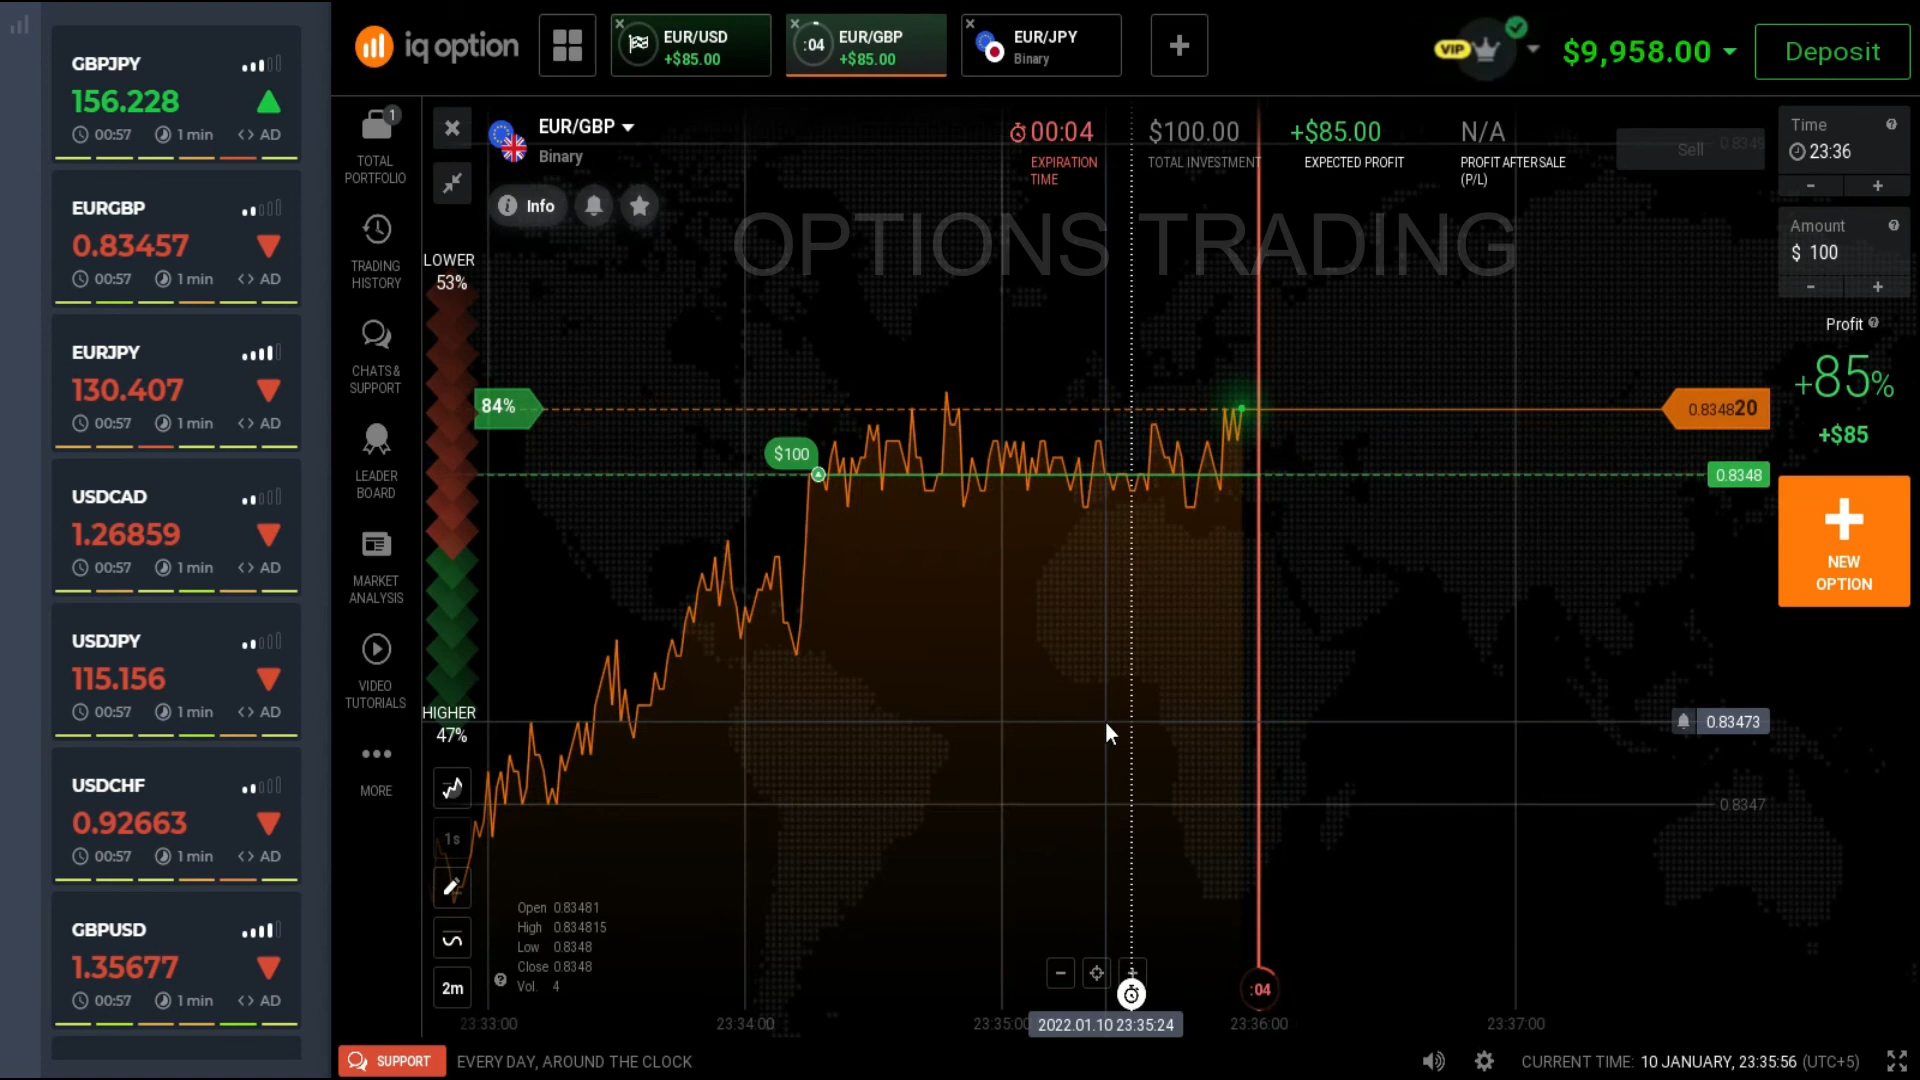 GBPJPY
156.228
00:57 1 min <> AD
EURGBP
0.83457
00:57 1 min <> AD
EURJPY
130.407
00:57 1 min <> AD
USDCAD
1.26859
00:57 1 min <> AD
USDJPY
115.156
00:57 1 min <> AD
USDCHF
0.92663
00:57 1 min <> AD
GBPUSD
1.35677
00:57 1 min <> AD
iq option
EUR/USD
+$85.00
:04
EUR/GBP
+$85.00
EUR/JPY
Binary
VIP
$9,958.00
Deposit
1
TOTAL
PORTFOLIO
TRADING
HISTORY
CHATS &
SUPPORT
LEADER
BOARD
MARKET
ANALYSIS
VIDEO
TUTORIALS
MORE
EUR/GBP
Binary
Info
00:04
EXPIRATION
TIME
$100.00
TOTAL INVESTMENT
+$85.00
EXPECTED PROFIT
N/A
PROFIT AFTER SALE
(P/L)
Sell
0.8349
OPTIONS TRADING
LOWER
53%
84%
$100
HIGHER
47%
1s
2m
Open 0.83481
High 0.834815
Low 0.8348
Close 0.8348
Vol. 4
0.834820
0.8348
0.83473
0.8347
:04
23:33:00
23:34:00
23:35:00
2022.01.10 23:35:24
23:36:00
23:37:00
Time
23:36
- +
Amount
$ 100
- +
Profit
+85%
+$85
NEW
OPTION
SUPPORT
EVERY DAY, AROUND THE CLOCK
CURRENT TIME: 10 JANUARY, 23:35:56 (UTC+5)